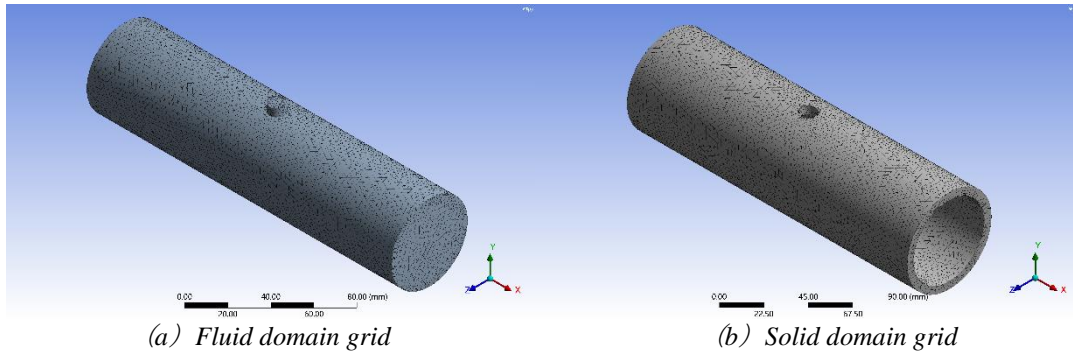 0.00 40.00 80.00 (mm)
20.00 60.00
Y
Z X
(a) Fluid domain grid
0.00 45.00 90.00 (mm)
22.50 67.50
Y
Z X
(b) Solid domain grid